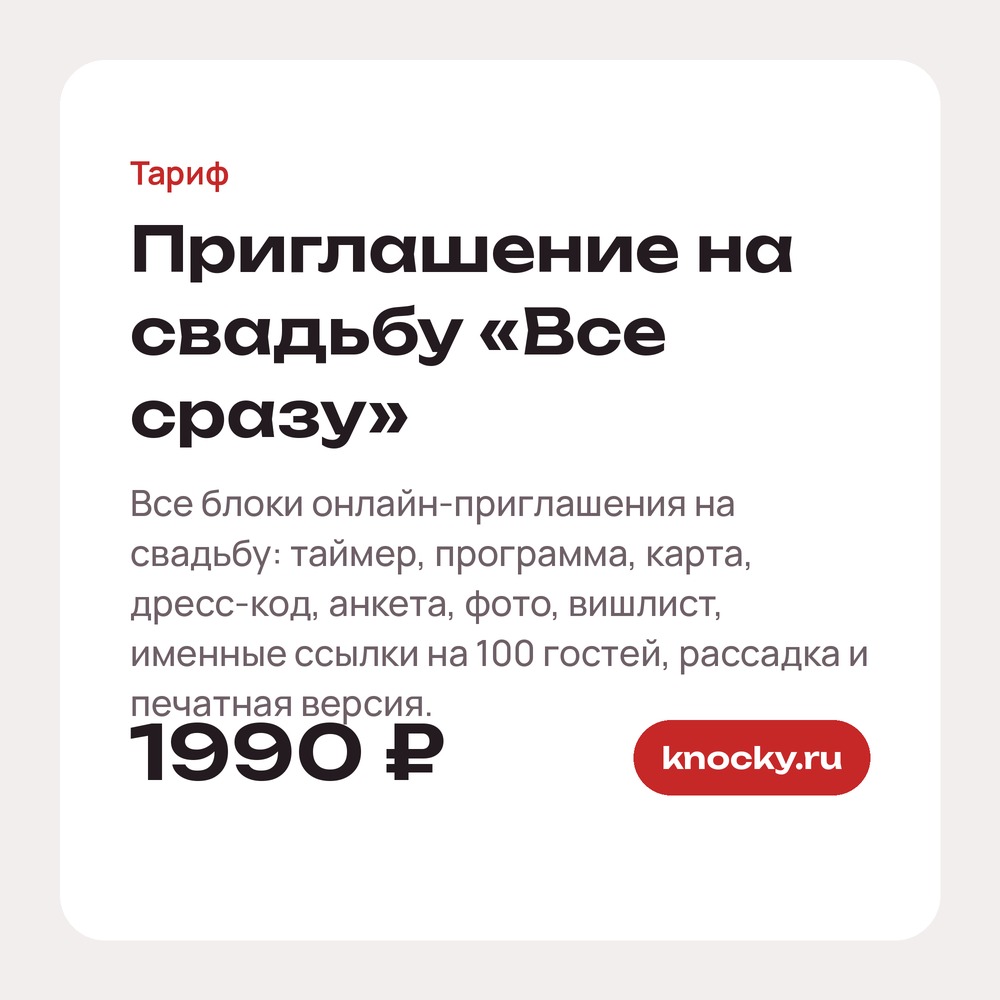 Тариф
Приглашение на
свадьбу «Все
сразу»
Все блоки онлайн-приглашения на
свадьбу: таймер, программа, карта,
дресс-код, анкета, фото, вишлист,
именные ссылки на 100 гостей, рассадка и
печатная версия.
1990 ₽
knocky.ru